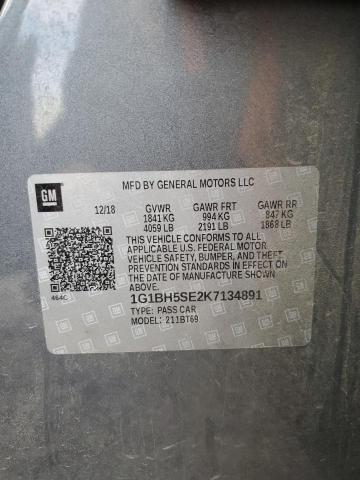 GM
MFD BY GENERAL MOTORS LLC
12/18 GVWR GAWR FRT GAWR RR
1841 KG 994 KG 847 KG
4059 LB 2191 LB 1868 LB
THIS VEHICLE CONFORMS TO ALL
APPLICABLE U.S. FEDERAL MOTOR
VEHICLE SAFETY, BUMPER, AND THEFT
PREVENTION STANDARDS IN EFFECT ON
THE DATE OF MANUFACTURE SHOWN
ABOVE.
464C
1G1BH5SE2K7134891
TYPE: PASS CAR
MODEL: 211BT69